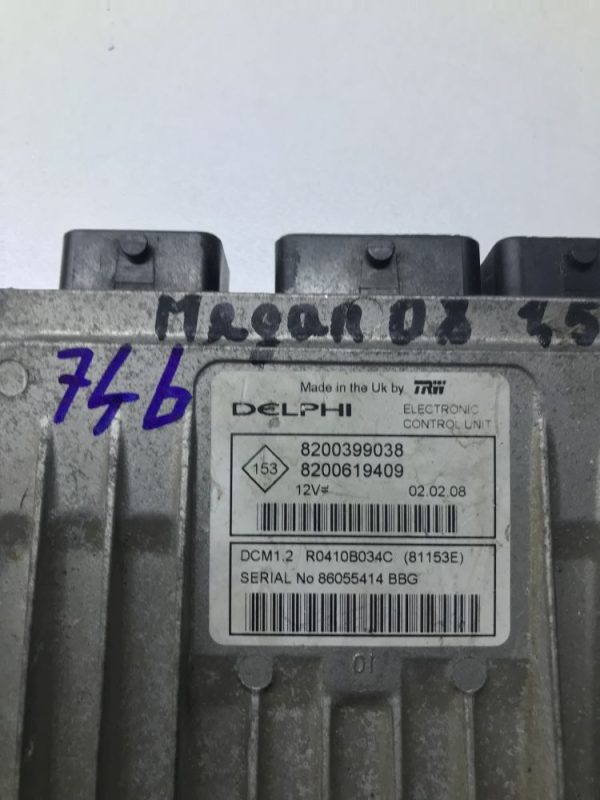 Megan 08 1,5
74b
Made in the Uk by TRW
DELPHI
ELECTRONIC
CONTROL UNIT
153
8200399038
8200619409
12V
02.02.08
DCM1.2 R0410B034C (81153E)
SERIAL No 86055414 BBG
01